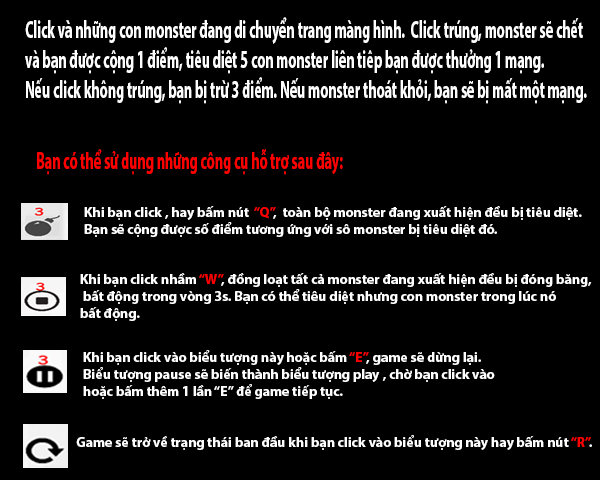 Click và những con monster đang di chuyển trang màng hình.  Click trúng, monster sẽ chết
và bạn được cộng 1 điểm, tiêu diệt 5 con monster liên tiêp bạn được thưởng 1 mạng.
Nếu click không trúng, bạn bị trừ 3 điểm. Nếu monster thoát khỏi, bạn sẽ bị mất một mạng.
Bạn có thể sử dụng những công cụ hỗ trợ sau đây:
3
Khi bạn click , hay bấm nút “Q”,  toàn bộ monster đang xuất hiện đều bị tiêu diệt.
Bạn sẽ cộng được số điểm tương ứng với sô monster bị tiêu diệt đó.
3
Khi bạn click nhầm “W”, đồng loạt tất cả monster đang xuất hiện đều bị đóng băng,
bất động trong vòng 3s. Bạn có thể tiêu diệt nhưng con monster trong lúc nó
bất động.
3
Khi bạn click vào biểu tượng này hoặc bấm “E”, game sẽ dừng lại.
Biểu tượng pause sẽ biến thành biểu tượng play , chờ bạn click vào
hoặc bấm thêm 1 lần “E” để game tiếp tục.
Game sẽ trở về trạng thái ban đầu khi bạn click vào biểu tượng này hay bấm nút “R”.